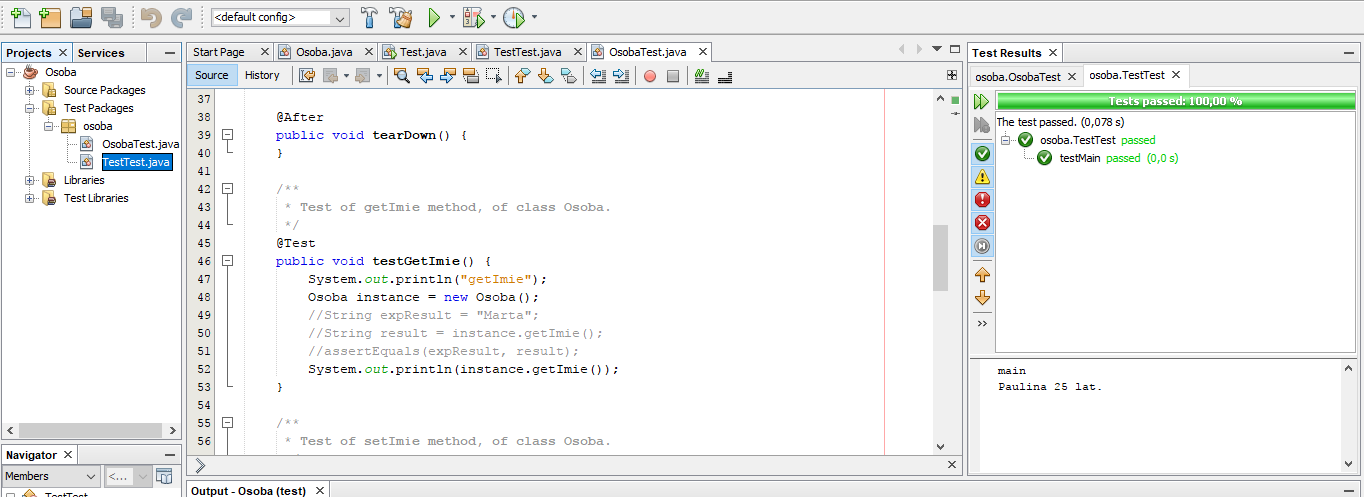 <default config>
Projects
Services
Osoba
Source Packages
Test Packages
osoba
OsobaTest.java
TestTest.java
Libraries
Test Libraries
Navigator
Members
<...
TestTest
Start Page
Osoba.java
Test.java
TestTest.java
OsobaTest.java
Source
History
37
38 @After
39 public void tearDown() {
40 }
41
42 /**
43 * Test of getImie method, of class Osoba.
44 */
45 @Test
46 public void testGetImie() {
47 System.out.println("getImie");
48 Osoba instance = new Osoba();
49 //String expResult = "Marta";
50 //String result = instance.getImie();
51 //assertEquals(expResult, result);
52 System.out.println(instance.getImie());
53 }
54
55 /**
56 * Test of setImie method, of class Osoba.
Output - Osoba (test)
Test Results
osoba.OsobaTest
osoba.TestTest
Tests passed: 100,00 %
The test passed. (0,078 s)
osoba.TestTest passed
testMain passed (0,0 s)
main
Paulina 25 lat.